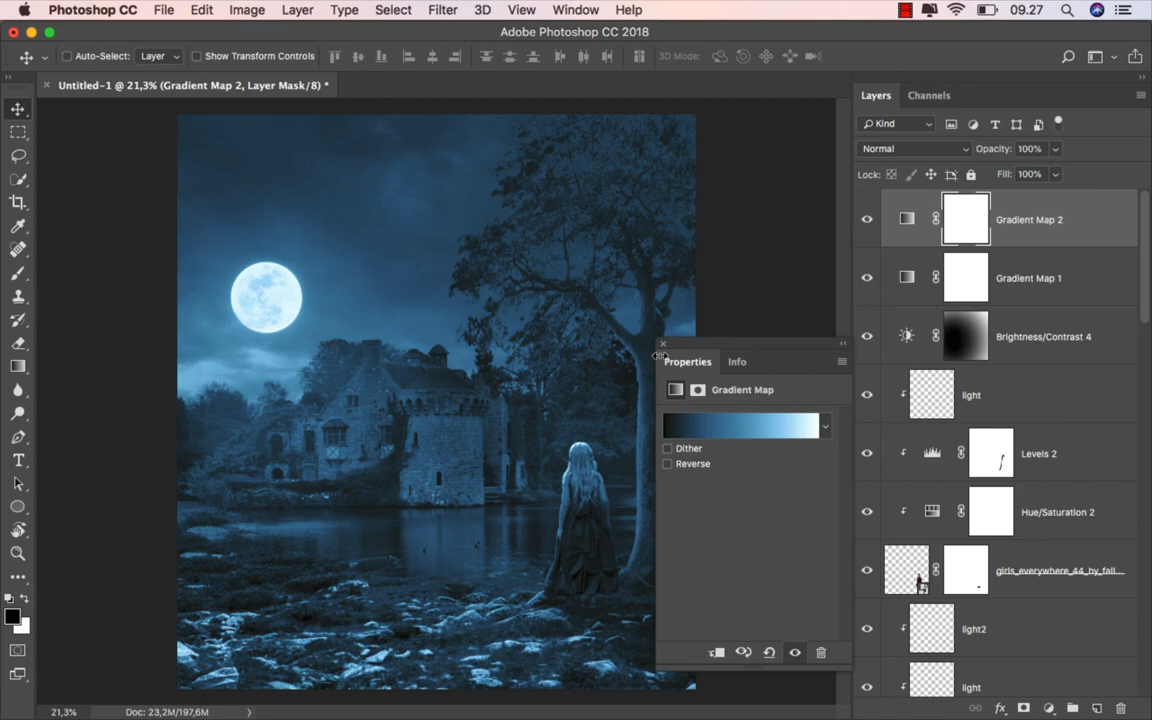 Photoshop CC File Edit Image Layer Type Select Filter 3D View Window Help 09.27
Adobe Photoshop CC 2018
Auto-Select: Layer Show Transform Controls 3D Mode:
Untitled-1 @ 21,3% (Gradient Map 2, Layer Mask/8) *
Layers Channels
Kind
Normal Opacity: 100%
Lock: Fill: 100%
Gradient Map 2
Gradient Map 1
Brightness/Contrast 4
light
Levels 2
Hue/Saturation 2
girls_everywhere_44_by_fall...
light2
light
Properties Info
Gradient Map
Dither
Reverse
21,3% Doc: 23,2M/197,6M